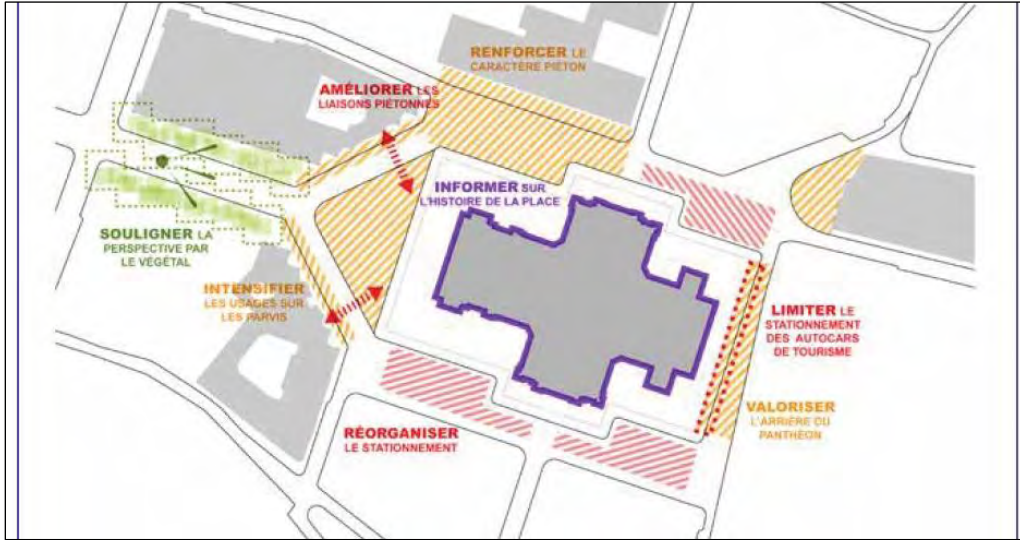 RENFORCER LE
CARACTÈRE PIÉTON
AMÉLIORER LES
LIAISONS PIÉTONNES
INFORMER SUR
L'HISTOIRE DE LA PLACE
SOULIGNER LA
PERSPECTIVE PAR
LE VÉGÉTAL
INTENSIFIER
LES USAGES SUR
LES PARVIS
LIMITER LE
STATIONNEMENT
DES AUTOCARS
DE TOURISME
VALORISER
L'ARRIÈRE DU
PANTHÉON
RÉORGANISER
LE STATIONNEMENT